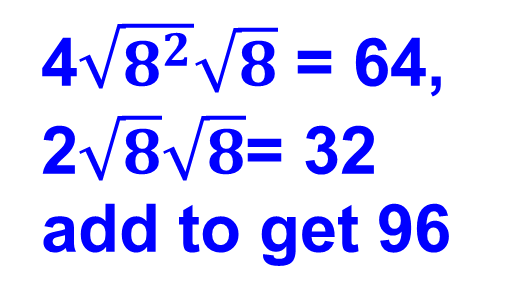 4√8² √8 = 64,
2√8√8= 32
add to get 96